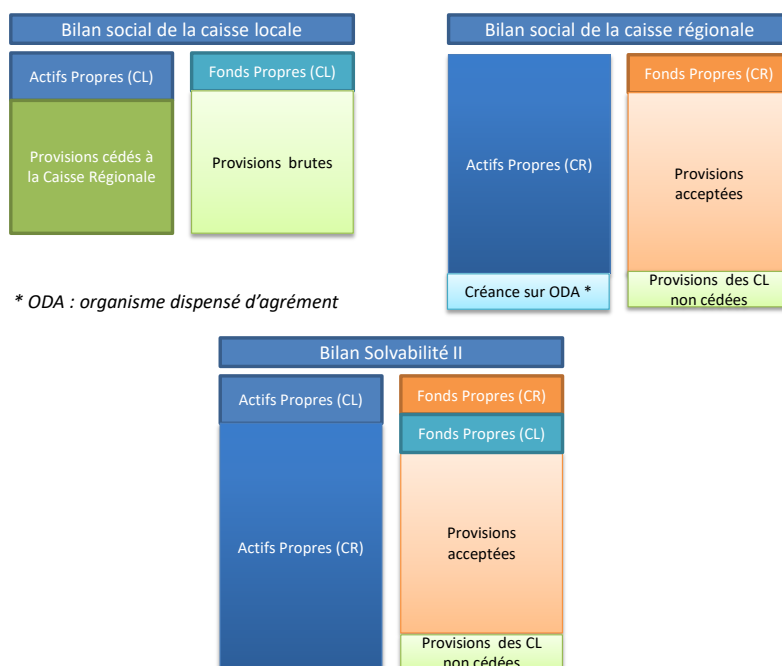 Bilan social de la caisse locale
Actifs Propres (CL)
Fonds Propres (CL)
Provisions cédés à
la Caisse Régionale
Provisions brutes
Bilan social de la caisse régionale
Fonds Propres (CR)
Actifs Propres (CR)
Provisions
acceptées
Créance sur ODA *
Provisions des CL
non cédées
* ODA : organisme dispensé d'agrément
Bilan Solvabilité II
Actifs Propres (CL)
Fonds Propres (CR)
Fonds Propres (CL)
Actifs Propres (CR)
Provisions
acceptées
Provisions des CL
non cédées